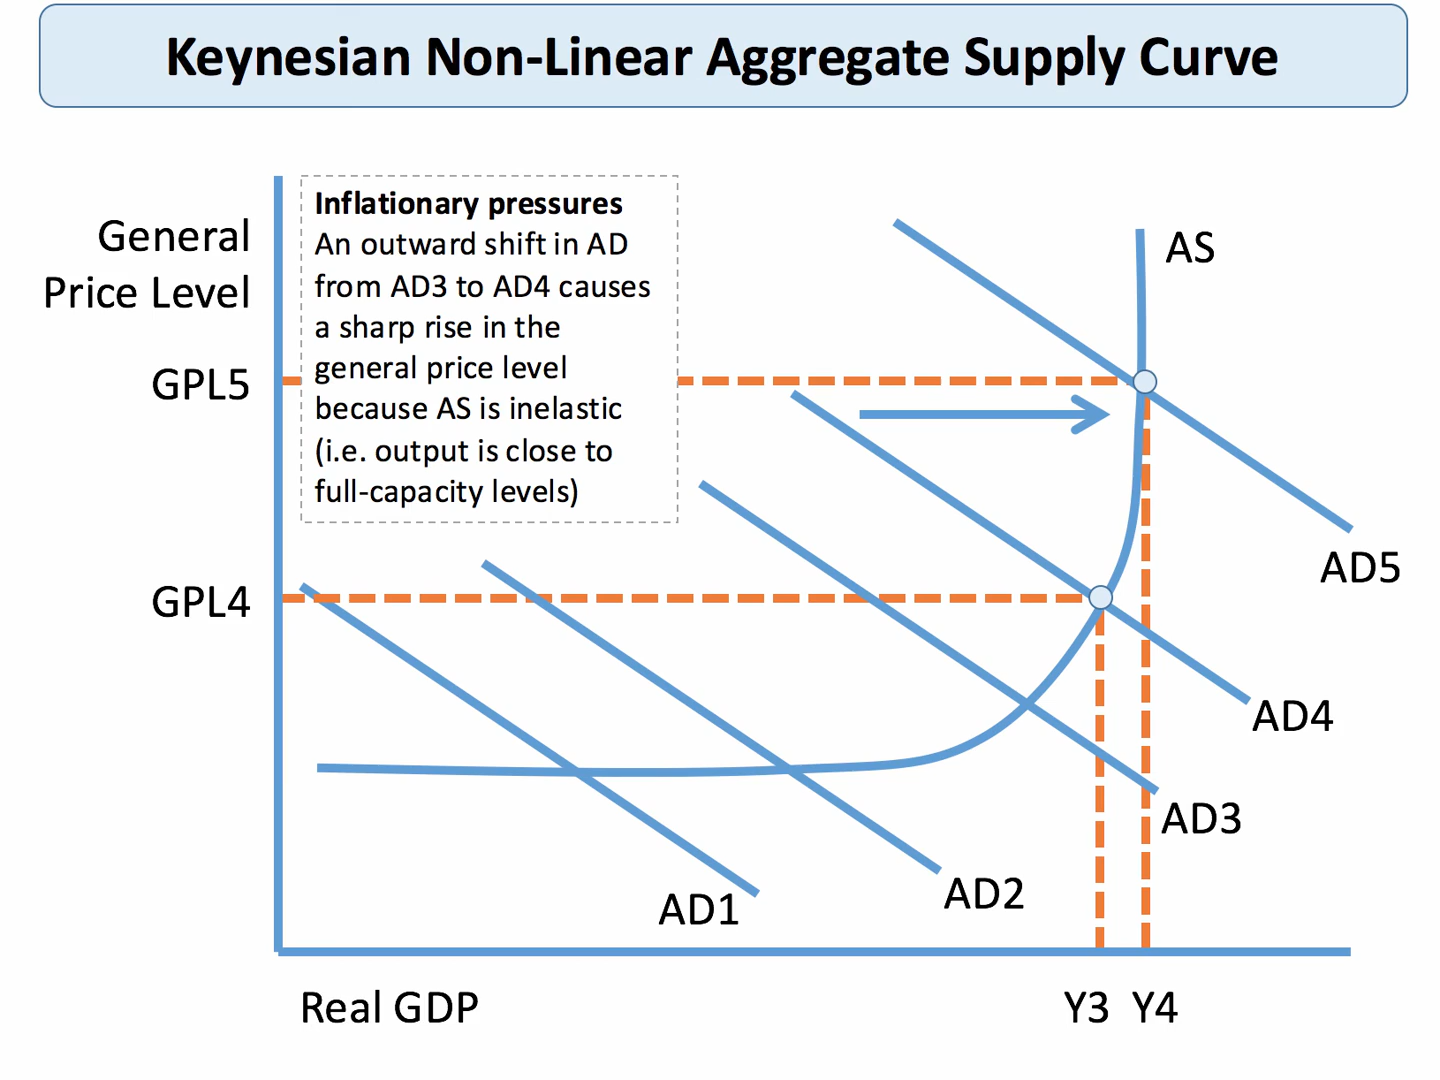 Keynesian Non-Linear Aggregate Supply Curve
General
Price Level
Inflationary pressures
An outward shift in AD
from AD3 to AD4 causes
a sharp rise in the
general price level
because AS is inelastic
(i.e. output is close to
full-capacity levels)
AS
GPL5
AD5
GPL4
AD4
AD3
AD2
AD1
Real GDP
Y3
Y4